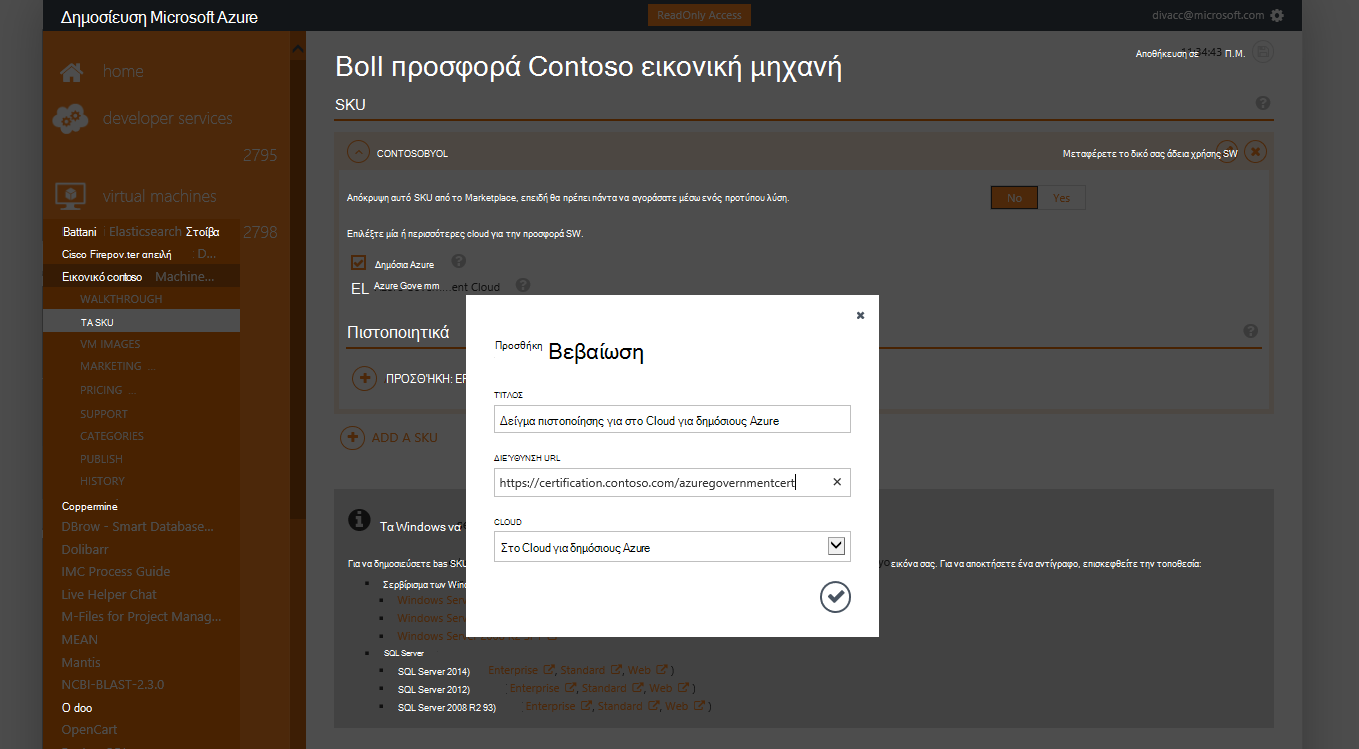 Δημοσίευση Microsoft Azure
ReadOnly Access
divacc@microsoft.com
home
developer services
2795
virtual machines
Battani Elasticsearch Στοίβα 2798
Cisco Firepov.ter απειλή D...
Εικονικό contoso Machine...
WALKTHROUGH
ΤΑ SKU
VM IMAGES
MARKETING ...
PRICING ...
SUPPORT
CATEGORIES
PUBLISH
HISTORY
Coppermine
DBrow - Smart Database...
Dolibarr
IMC Process Guide
Live Helper Chat
M-Files for Project Manag...
MEAN
Mantis
NCBI-BLAST-2.3.0
O doo
OpenCart
Boll προσφορά Contoso εικονική μηχανή
Αποθήκευση σε 11:24:43 Π.Μ.
SKU
CONTOSOBYOL
Μεταφέρετε το δικό σας άδεια χρήσης SW
Απόκρυψη αυτό SKU από το Marketplace, επειδή θα πρέπει πάντα να αγοράσατε μέσω ενός προτύπου λύση.
No Yes
Επιλέξτε μία ή περισσότερες cloud για την προσφορά SW.
Δημόσια Azure
EL Azure Gove mm ...ent Cloud
Πιστοποιητικά
ΠΡΟΣΘΉΚΗ:
ADD A SKU
Προσθήκη Βεβαίωση
ΤΊΤΛΟΣ
Δείγμα πιστοποίησης για στο Cloud για δημόσιους Azure
ΔΙΕΎΘΥΝΣΗ URL
https://certification.contoso.com/azuregovernmentcert
CLOUD
Στο Cloud για δημόσιους Azure
Τα Windows να
Για να δημοσιεύσετε bas SKU εικόνα σας. Για να αποκτήσετε ένα αντίγραφο, επισκεφθείτε την τοποθεσία:
Σερβίρισμα των
Windows
Windows
Windows
SQL Server
SQL Server 2014) Enterprise , Standard , Web )
SQL Server 2012) Enterprise , Standard , Web )
SQL Server 2008 R2 93) Enterprise , Standard , Web )